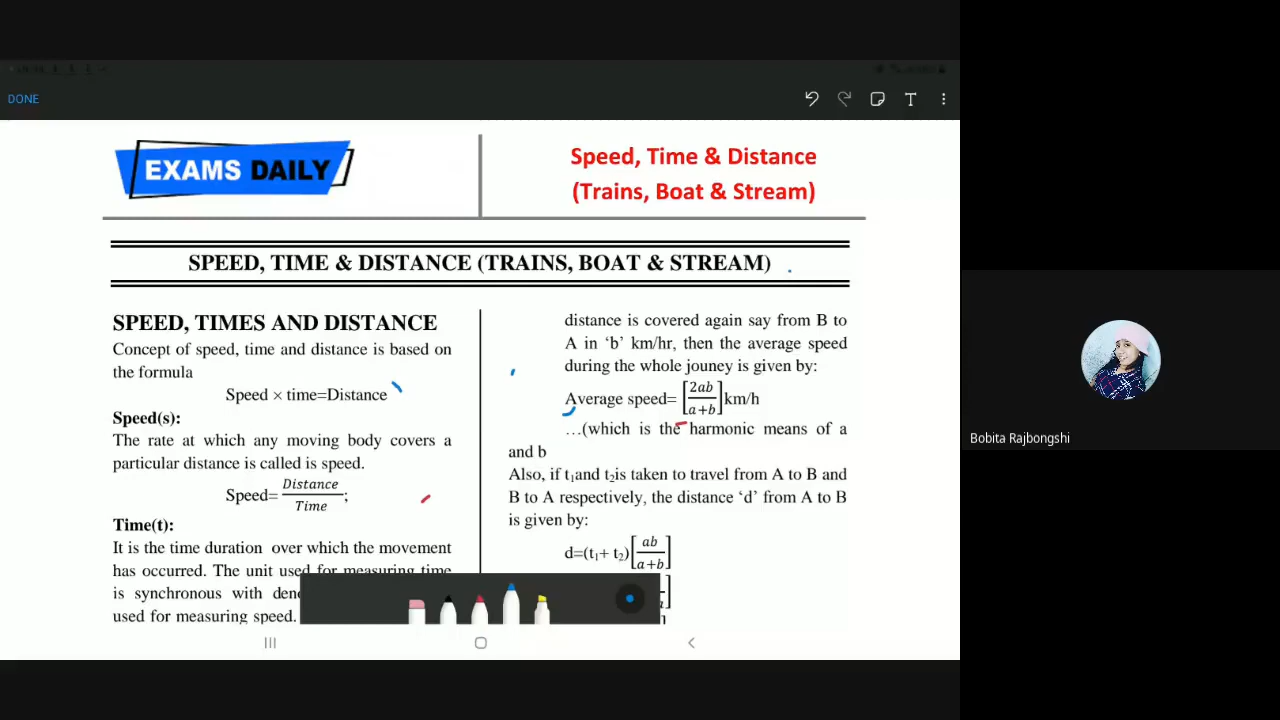 DONE
EXAMS DAILY
Speed, Time & Distance
(Trains, Boat & Stream)
SPEED, TIME & DISTANCE (TRAINS, BOAT & STREAM)
SPEED, TIMES AND DISTANCE
Concept of speed, time and distance is based on
the formula
Speed × time=Distance
Speed(s):
The rate at which any moving body covers a
particular distance is called is speed.
Speed= Distance/Time;
Time(t):
It is the time duration over which the movement
has occurred. The unit used for measuring time
is synchronous with
used for measuring speed.
distance is covered again say from B to
A in ‘b’ km/hr, then the average speed
during the whole jouney is given by:
Average speed= [2ab/a+b]km/h
…(which is the harmonic means of a
and b
Also, if t₁and t₂is taken to travel from A to B and
B to A respectively, the distance ‘d’ from A to B
is given by:
d=(t₁+ t₂)[ab/a+b]
Bobita Rajbongshi